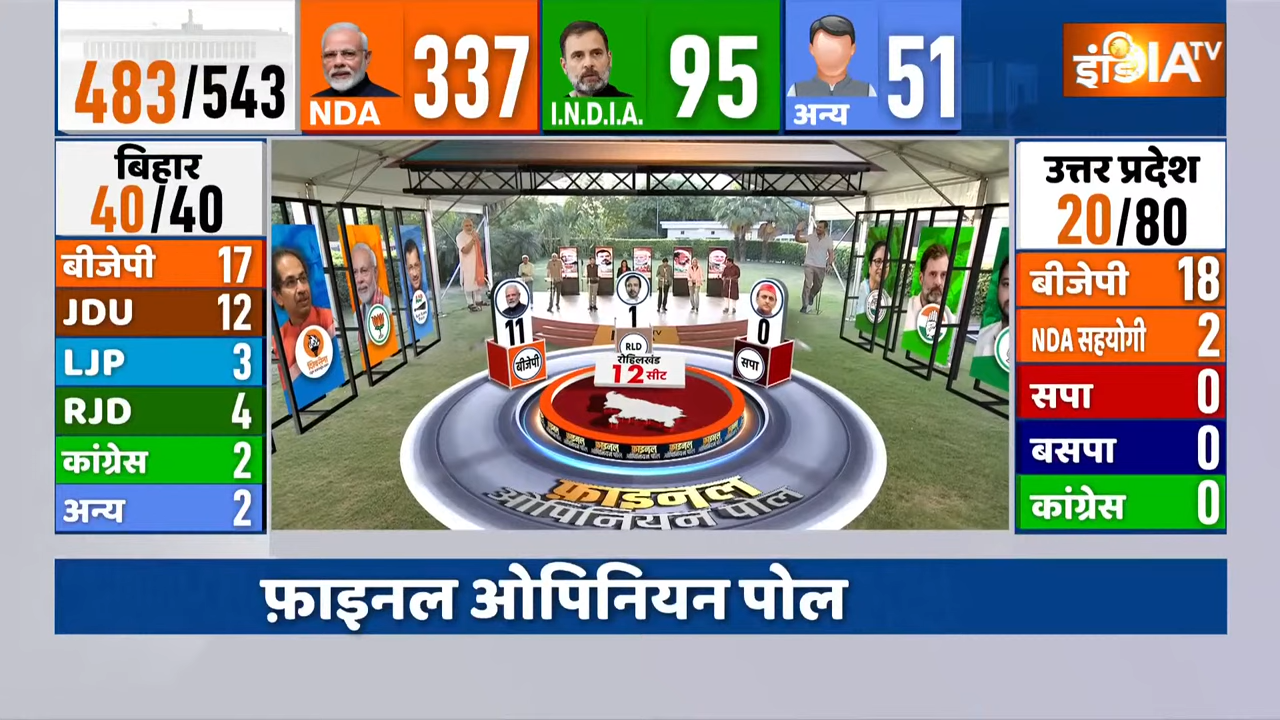 483/543
NDA 337
I.N.D.I.A. 95
अन्य 51
इंडिया TV
बिहार
40/40
बीजेपी 17
JDU 12
LJP 3
RJD 4
कांग्रेस 2
अन्य 2
11
बीजेपी
1
RLD
रोहिलखंड
12 सीट
0
सपा
फ़ाइनल
ओपिनियन पोल
उत्तर प्रदेश
20/80
बीजेपी 18
NDA सहयोगी 2
सपा 0
बसपा 0
कांग्रेस 0
फ़ाइनल ओपिनियन पोल